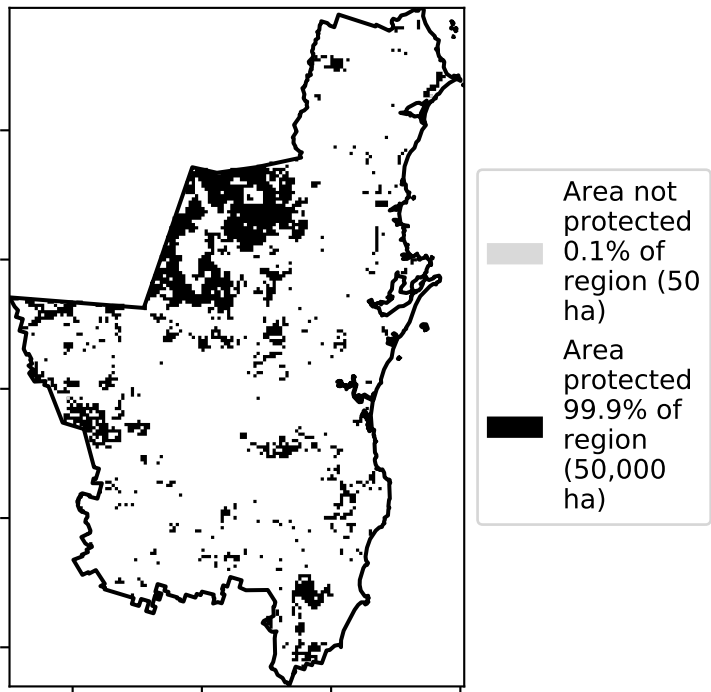 Area not
protected
0.1% of
region (50
ha)
Area
protected
99.9% of
region
(50,000
ha)